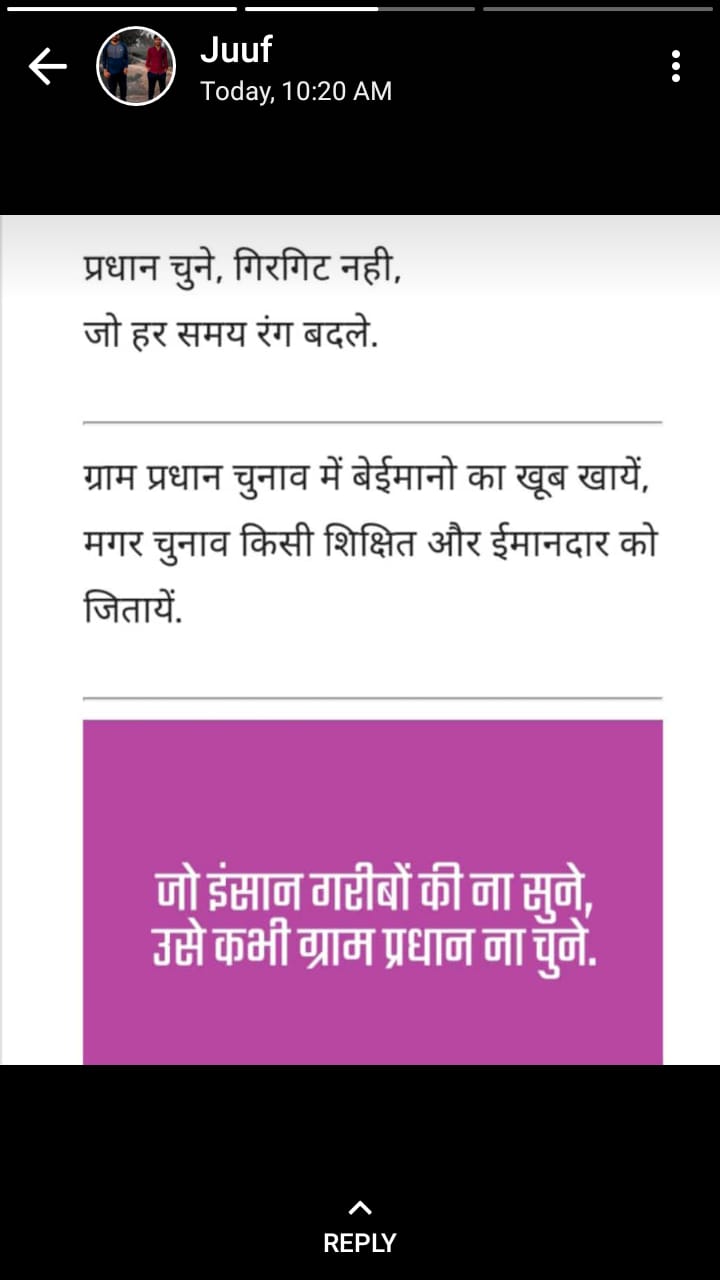 Juuf
Today, 10:20 AM
प्रधान चुने, गिरगिट नही,
जो हर समय रंग बदले.
ग्राम प्रधान चुनाव में बेईमानो का खूब खायें,
मगर चुनाव किसी शिक्षित और ईमानदार को
जितायें.
जो इंसान गरीबों की ना सुने,
उसे कभी ग्राम प्रधान ना चुने.
REPLY